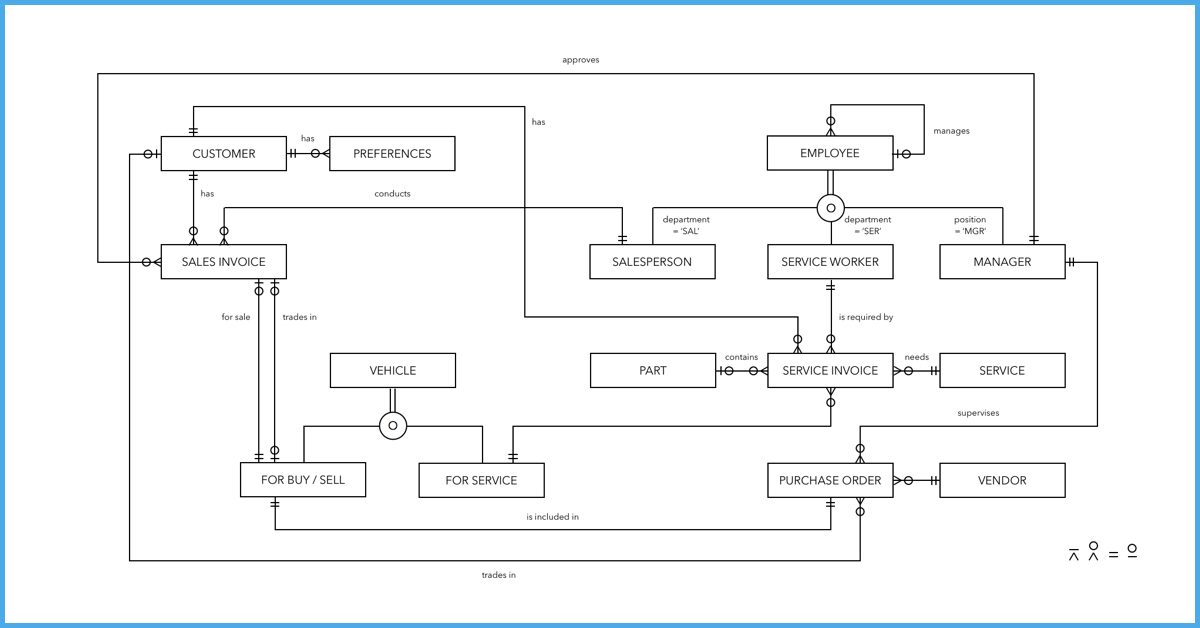 approves
has
has
manages
CUSTOMER
PREFERENCES
EMPLOYEE
has
conducts
department
= ‘SAL’
department
= ‘SER’
position
= ‘MGR’
SALES INVOICE
SALESPERSON
SERVICE WORKER
MANAGER
for sale
trades in
is required by
VEHICLE
PART
contains
SERVICE INVOICE
needs
SERVICE
supervises
FOR BUY / SELL
FOR SERVICE
PURCHASE ORDER
VENDOR
is included in
trades in